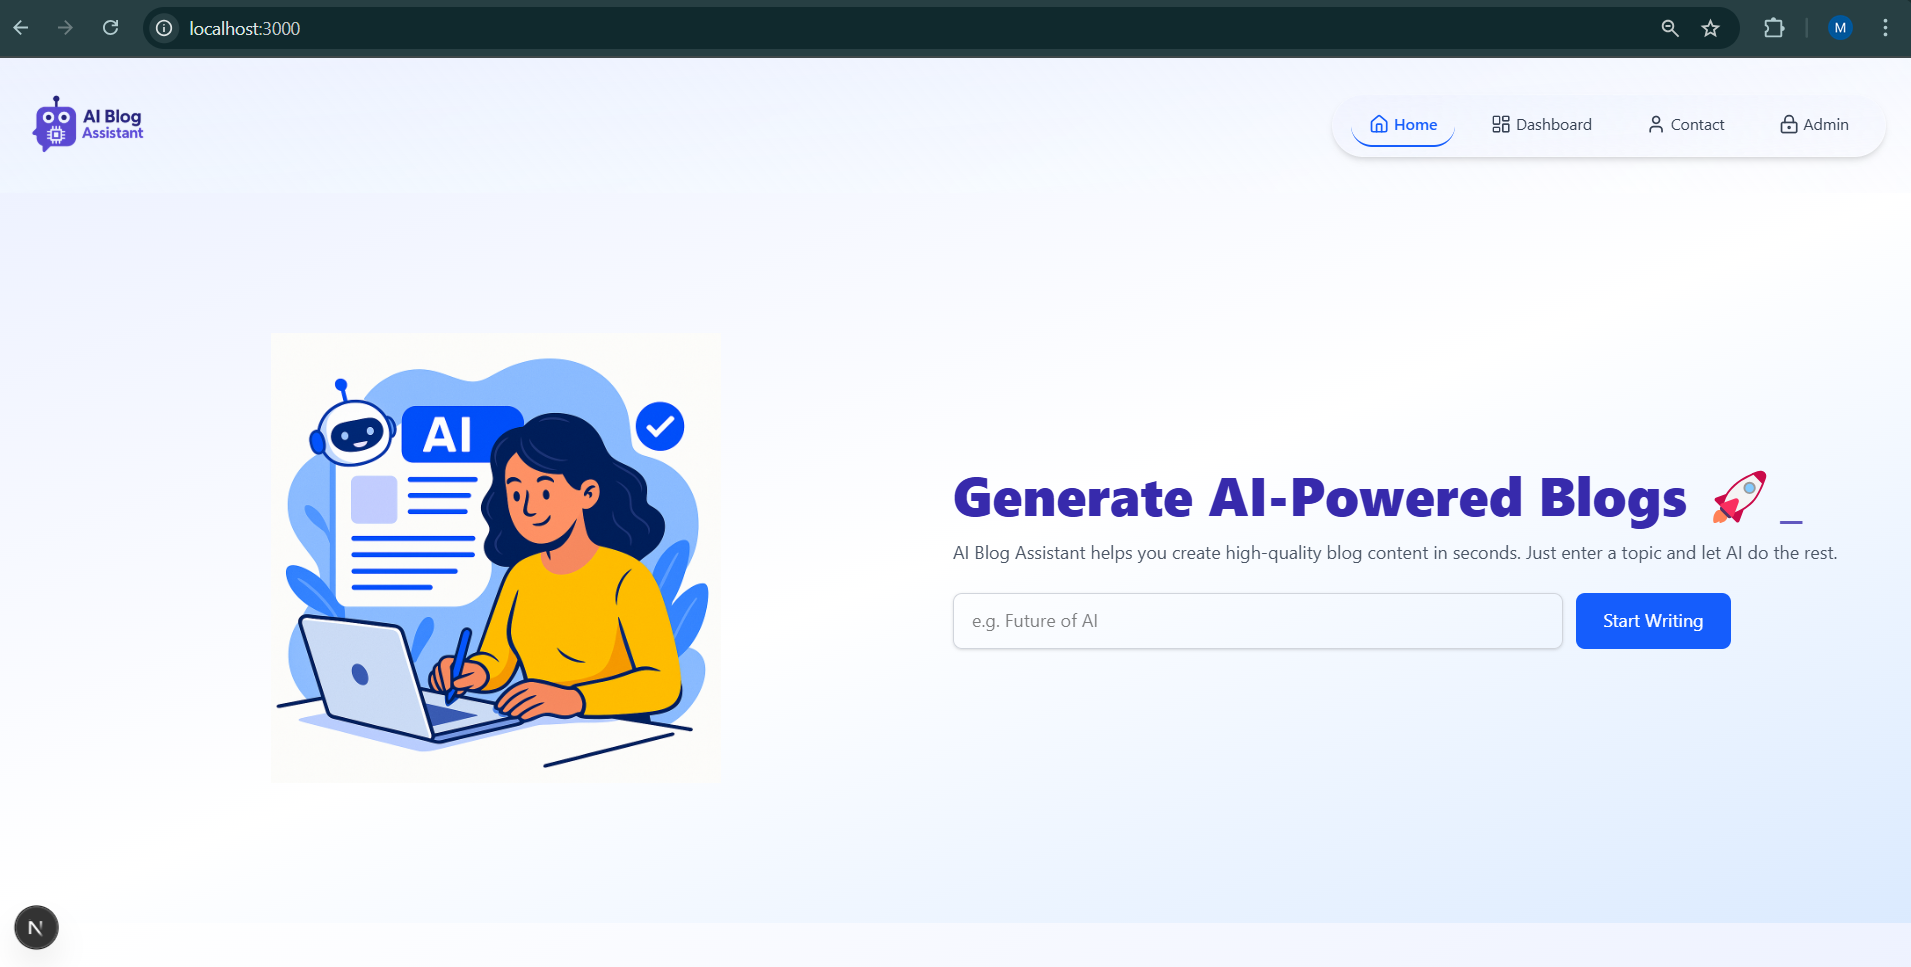 localhost:3000
M
AI Blog
Assistant
Home
Dashboard
Contact
Admin
AI
Generate AI-Powered Blogs 🚀 _
AI Blog Assistant helps you create high-quality blog content in seconds. Just enter a topic and let AI do the rest.
e.g. Future of AI
Start Writing
N